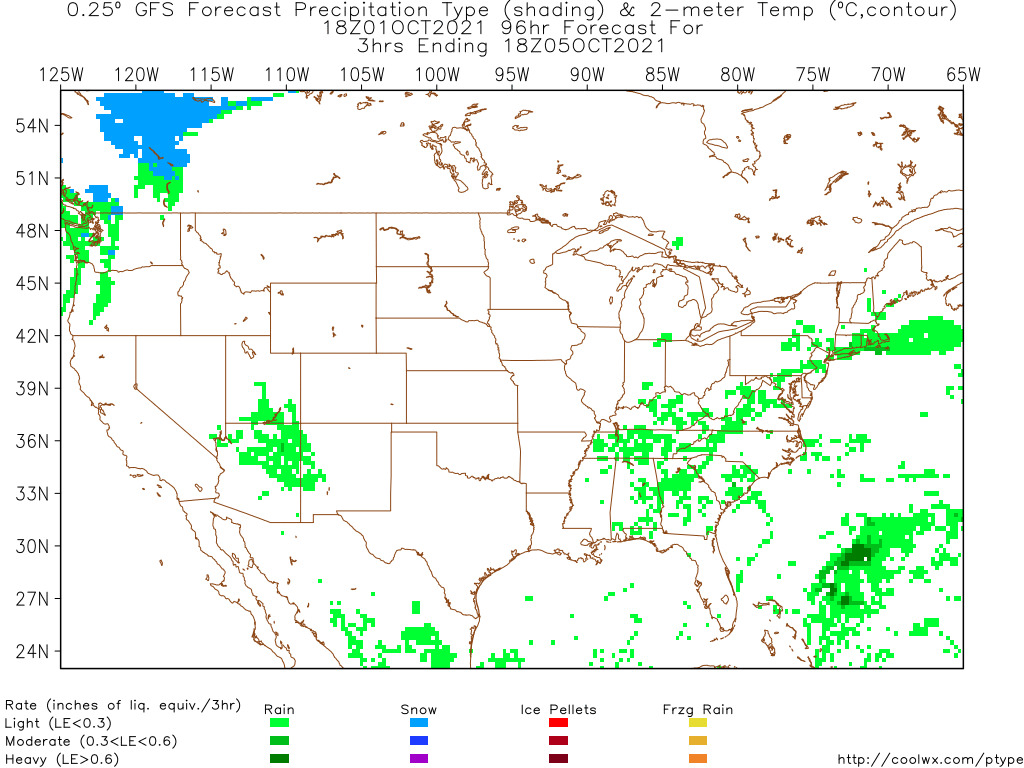 0.25° GFS Forecast Precipitation Type (shading) & 2-meter Temp (°C,contour)
18Z01OCT2021 96hr Forecast For
3hrs Ending 18Z05OCT2021
125W 120W 115W 110W 105W 100W 95W 90W 85W 80W 75W 70W 65W
54N
51N
48N
45N
42N
39N
36N
33N
30N
27N
24N
Rate (inches of liq. equiv./3hr) Rain Snow Ice Pellets Frzg Rain
Light (LE<0.3)
Moderate (0.3<LE<0.6)
Heavy (LE>0.6)
http://coolwx.com/ptype